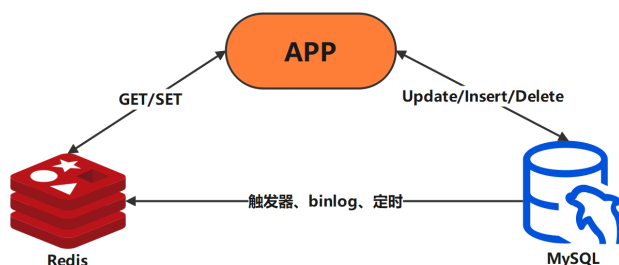 APP
GET/SET
Update/Insert/Delete
触发器、binlog、定时
Redis
MySQL